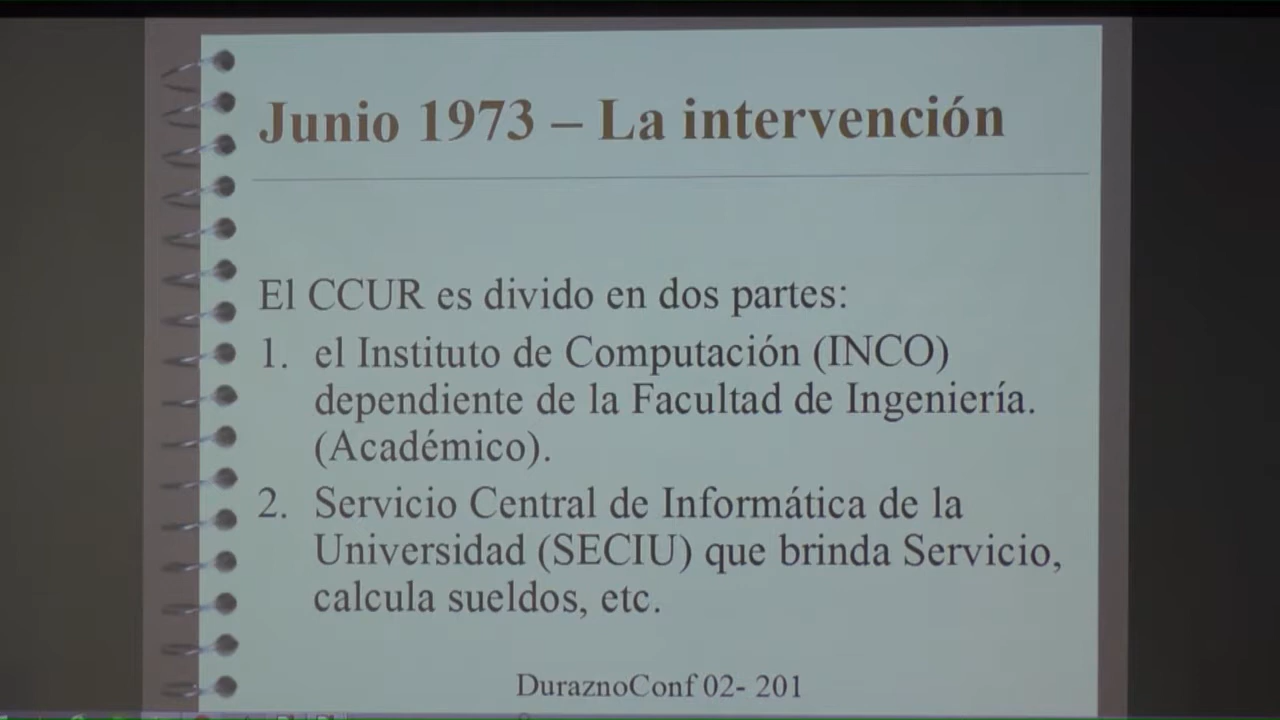 Junio 1973 – La intervención
El CCUR es divido en dos partes:
1. el Instituto de Computación (INCO)
dependiente de la Facultad de Ingeniería.
(Académico).
2. Servicio Central de Informática de la
Universidad (SECIU) que brinda Servicio,
calcula sueldos, etc.
DuraznoConf 02- 201